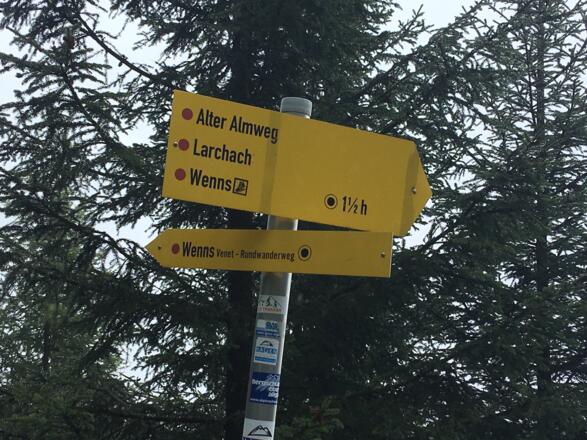 Alter Almweg
Larchach
Wenns
1½ h
Wenns Venet - Rundwanderweg